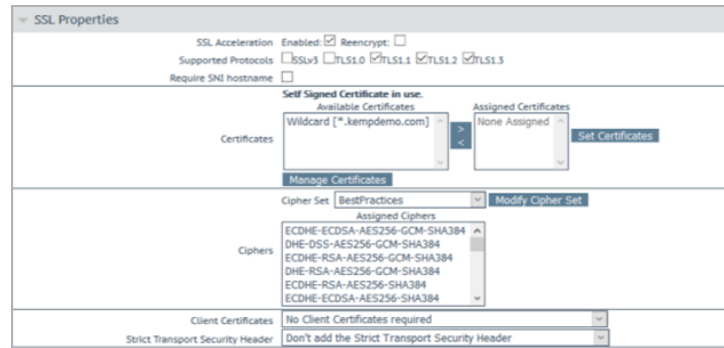 SSL Properties
SSL Acceleration Enabled: Reencrypt:
Supported Protocols SSLv3 TLS1.0 TLS1.1 TLS1.2 TLS1.3
Require SNI hostname
Self Signed Certificate in use.
Available Certificates Assigned Certificates
Certificates Wildcard [*.kempdemo.com] > < None Assigned Set Certificates
Manage Certificates
Cipher Set BestPractices Modify Cipher Set
Assigned Ciphers
Ciphers
ECDHE-ECDSA-AES256-GCM-SHA384
DHE-DSS-AES256-GCM-SHA384
ECDHE-RSA-AES256-GCM-SHA384
DHE-RSA-AES256-GCM-SHA384
ECDHE-RSA-AES256-SHA384
ECDHE-ECDSA-AES256-SHA384
Client Certificates No Client Certificates required
Strict Transport Security Header Don't add the Strict Transport Security Header